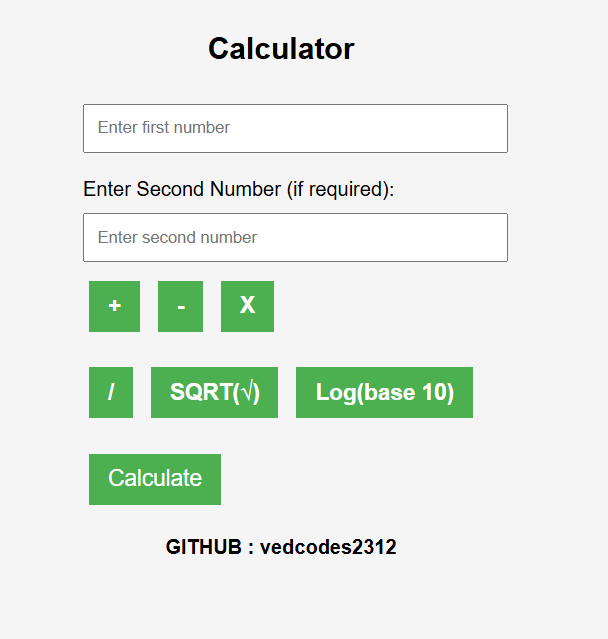 Calculator
Enter first number
Enter Second Number (if required):
Enter second number
+ - X
/ SQRT(√) Log(base 10)
Calculate
GITHUB : vedcodes2312